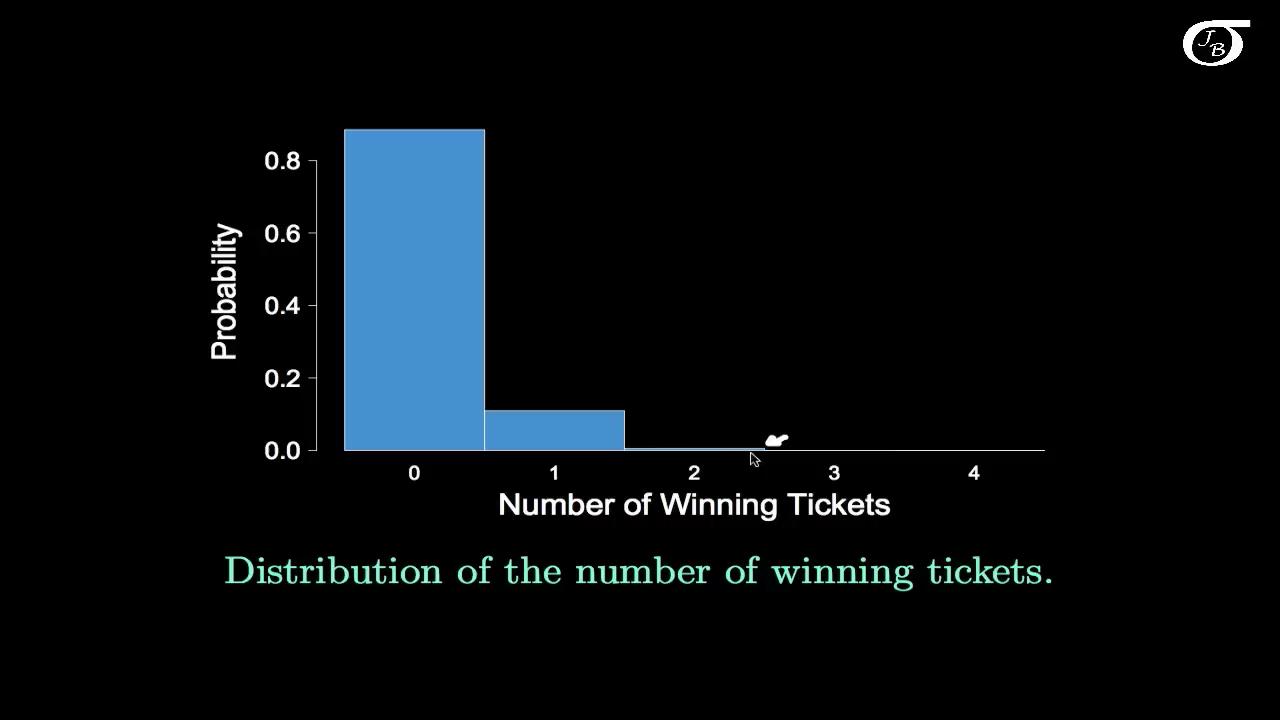 JB
0.8
0.6
0.4
0.2
0.0
Probability
0 1 2 3 4
Number of Winning Tickets
Distribution of the number of winning tickets.